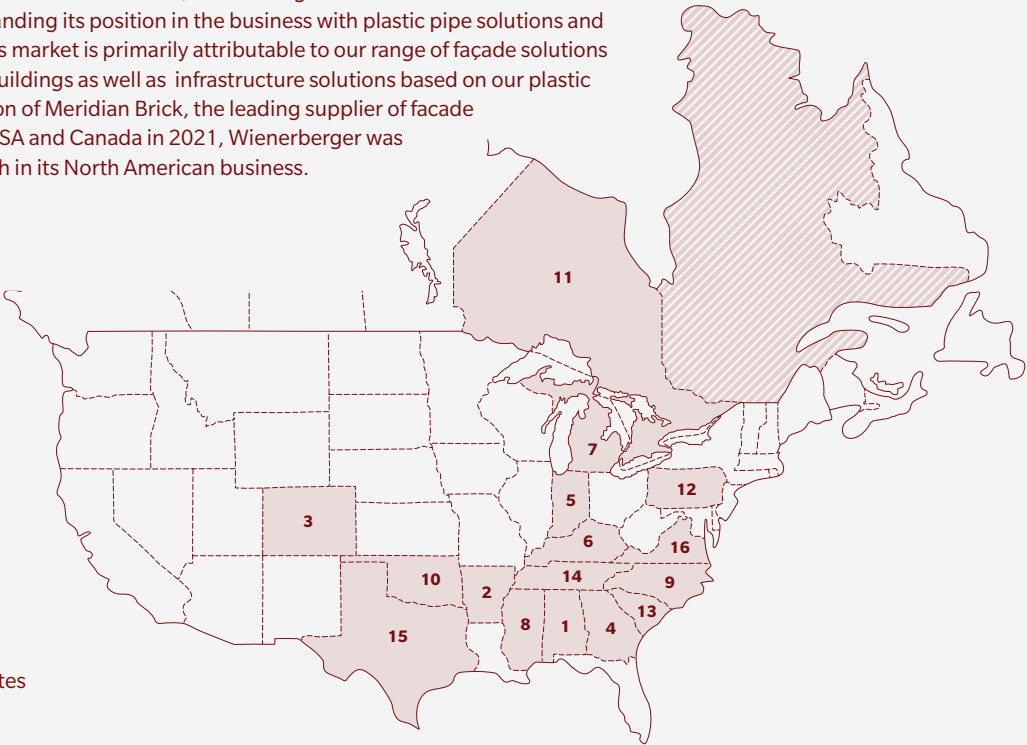 anding its position in the business with plastic pipe solutions and
s market is primarily attributable to our range of façade solutions
uildings as well as infrastructure solutions based on our plastic
on of Meridian Brick, the leading supplier of facade
SA and Canada in 2021, Wienerberger was
h in its North American business.
11
7
12
5
3
6
16
14
10
9
2
13
8
1
4
15
tes